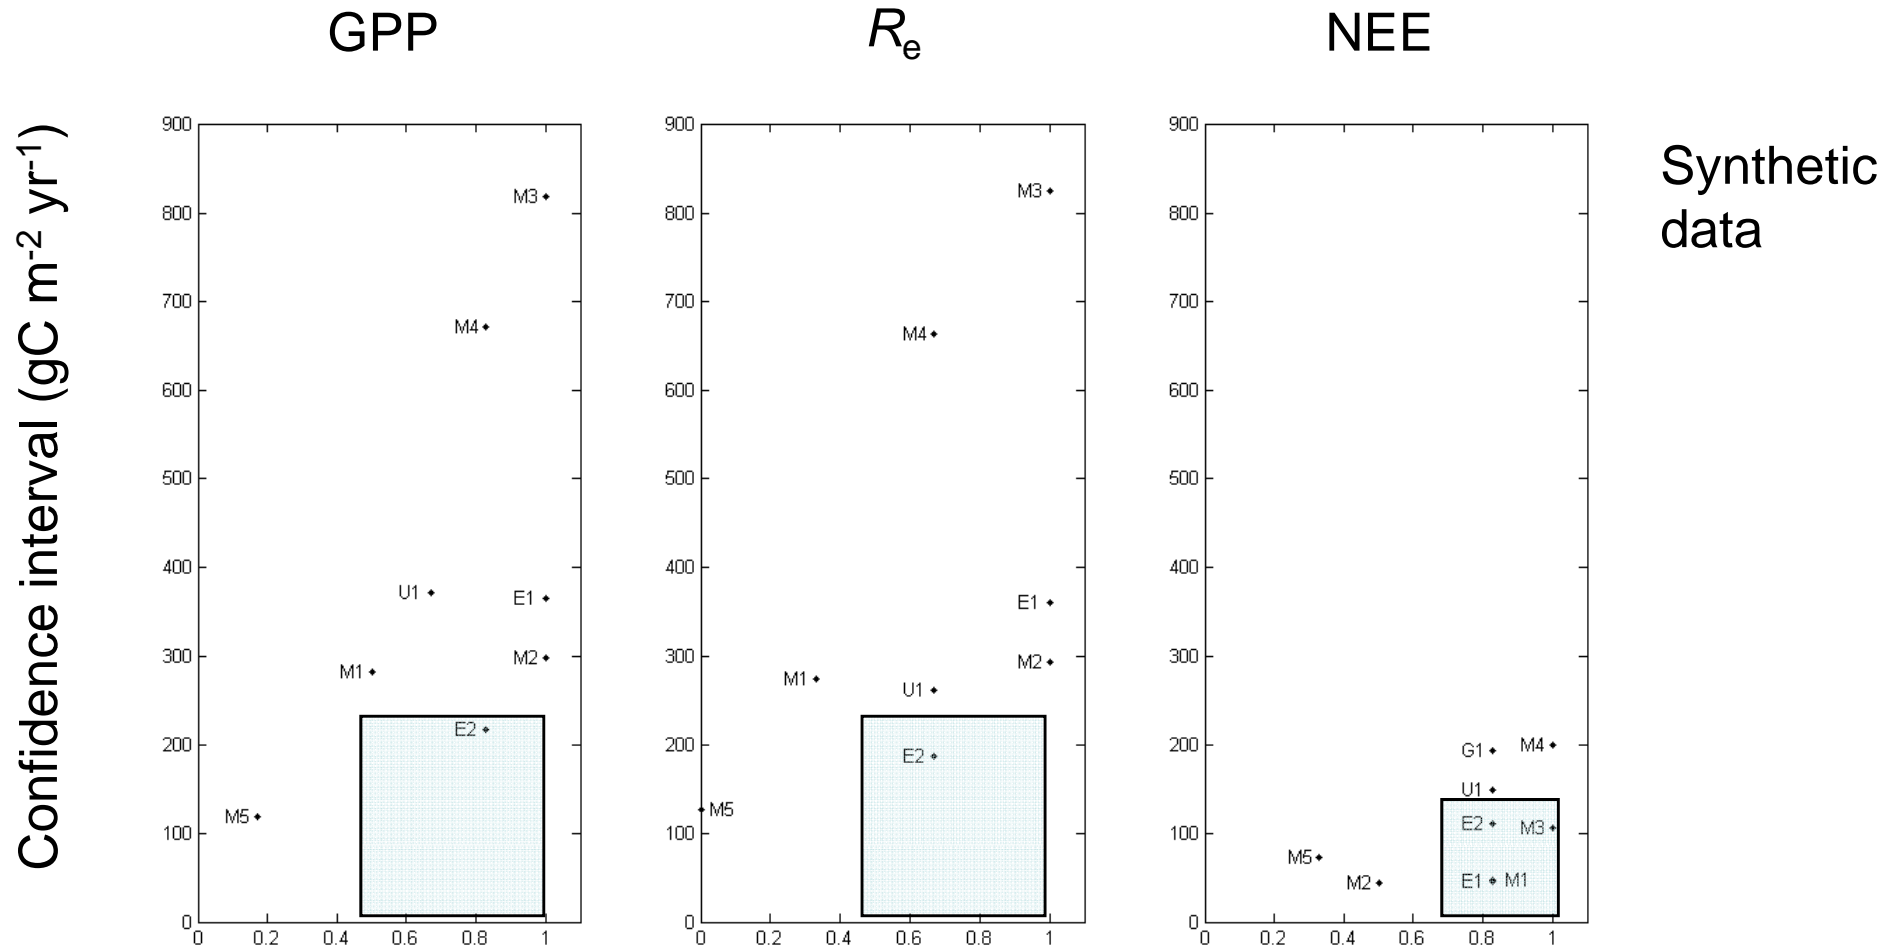 GPP
Re
NEE
Confidence interval (gC m-2 yr-1)
Synthetic
data
900
800
700
600
500
400
300
200
100
0
0
0.2
0.4
0.6
0.8
1
M3
M4
U1
E1
M2
M1
E2
M5
900
800
700
600
500
400
300
200
100
0
0
0.2
0.4
0.6
0.8
1
M3
M4
E1
M2
M1
U1
E2
M5
900
800
700
600
500
400
300
200
100
0
0
0.2
0.4
0.6
0.8
1
G1
M4
U1
E2
M3
M5
M2
E1
M1